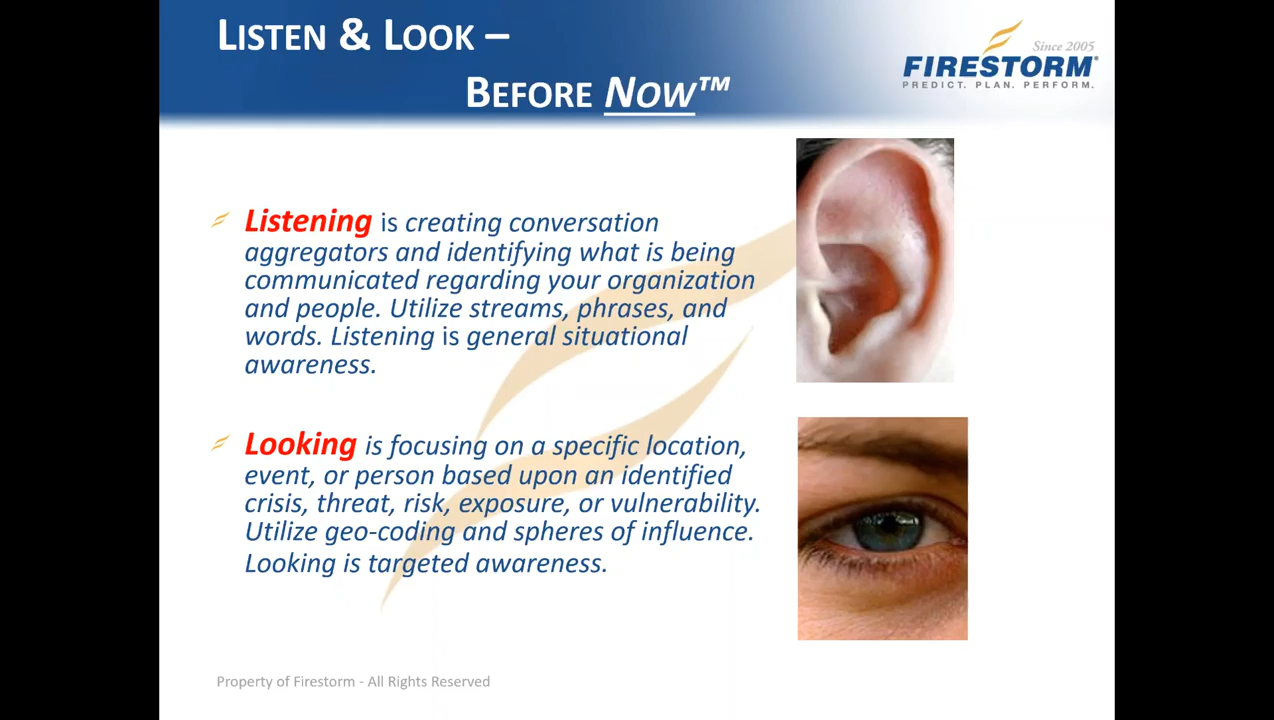 LISTEN & LOOK –
BEFORE NOW™
Since 2005
FIRESTORM®
PREDICT. PLAN. PERFORM.
Listening is creating conversation
aggregators and identifying what is being
communicated regarding your organization
and people. Utilize streams, phrases, and
words. Listening is general situational
awareness.
Looking is focusing on a specific location,
event, or person based upon an identified
crisis, threat, risk, exposure, or vulnerability.
Utilize geo-coding and spheres of influence.
Looking is targeted awareness.
Property of Firestorm - All Rights Reserved